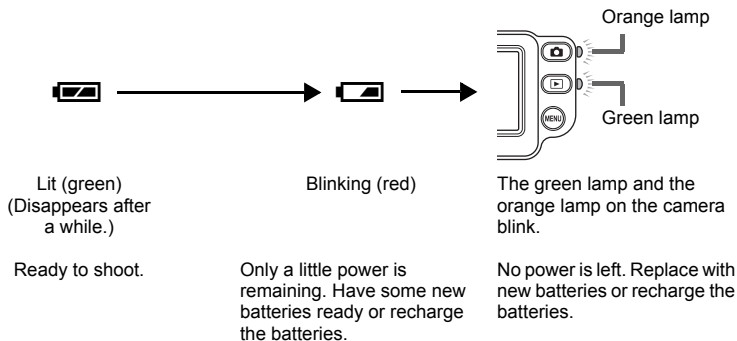 Orange lamp
MENU
Green lamp
Lit (green)
(Disappears after
a while.)
Ready to shoot.
Blinking (red)
Only a little power is
remaining. Have some new
batteries ready or recharge
the batteries.
The green lamp and the
orange lamp on the camera
blink.
No power is left. Replace with
new batteries or recharge the
batteries.